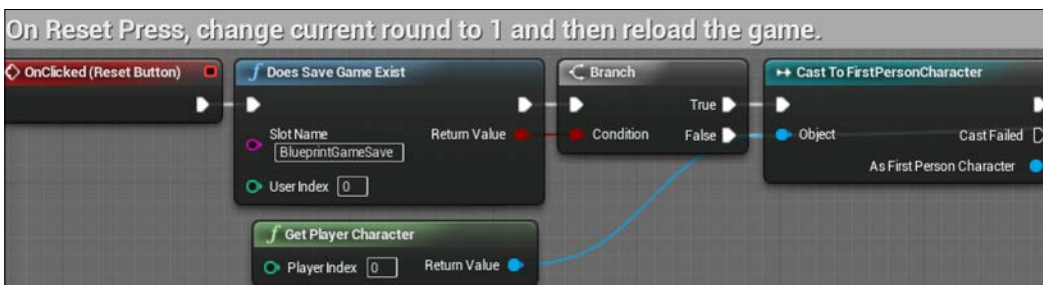 On Reset Press, change current round to 1 and then reload the game.
OnClicked (Reset Button)
f Does Save Game Exist
Slot Name
BlueprintGameSave
Return Value
User Index 0
Branch
True
Condition
False
Cast To FirstPersonCharacter
Object
Cast Failed
As First Person Character
f Get Player Character
Player Index 0
Return Value